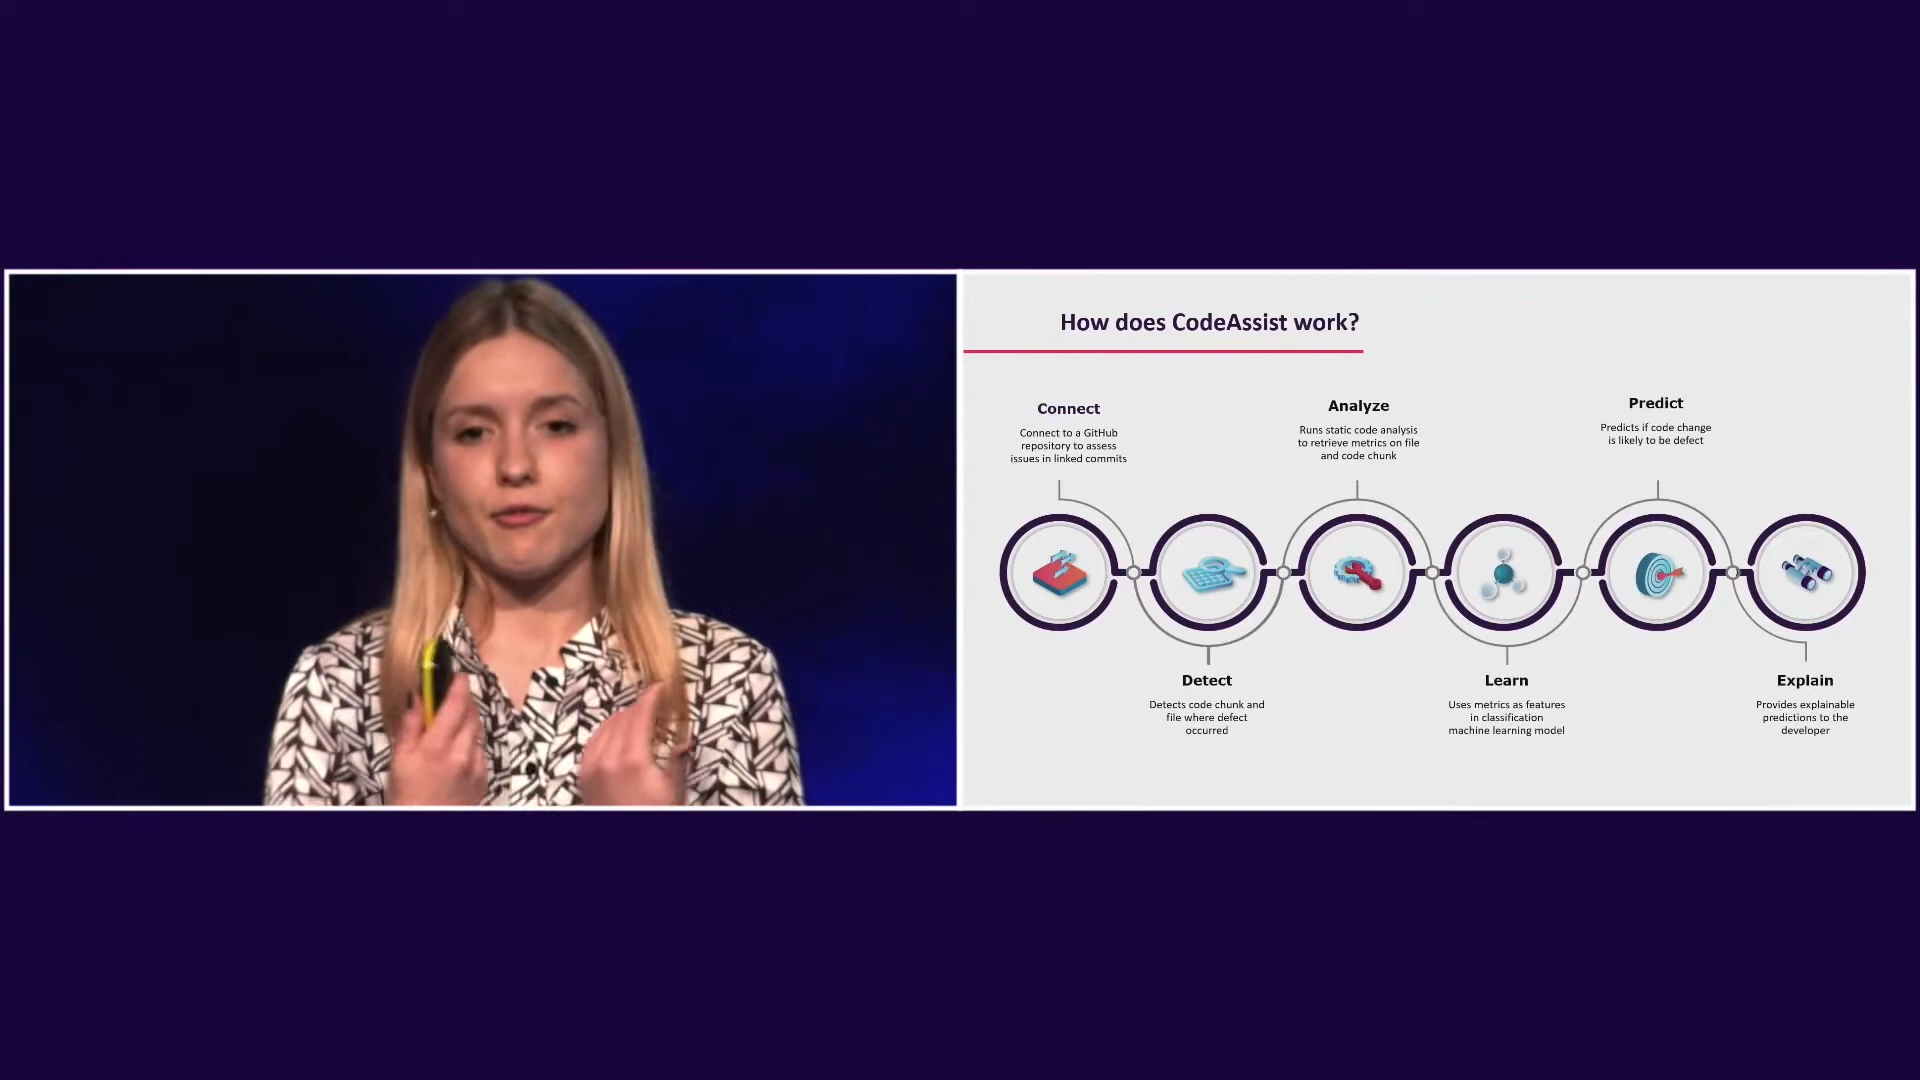 How does CodeAssist work?
Connect
Connect to a GitHub
repository to assess
issues in linked commits
Detect
Detects code chunk and
file where defect
occurred
Analyze
Runs static code analysis
to retrieve metrics on file
and code chunk
Learn
Uses metrics as features
in classification
machine learning model
Predict
Predicts if code change
is likely to be defect
Explain
Provides explainable
predictions to the
developer